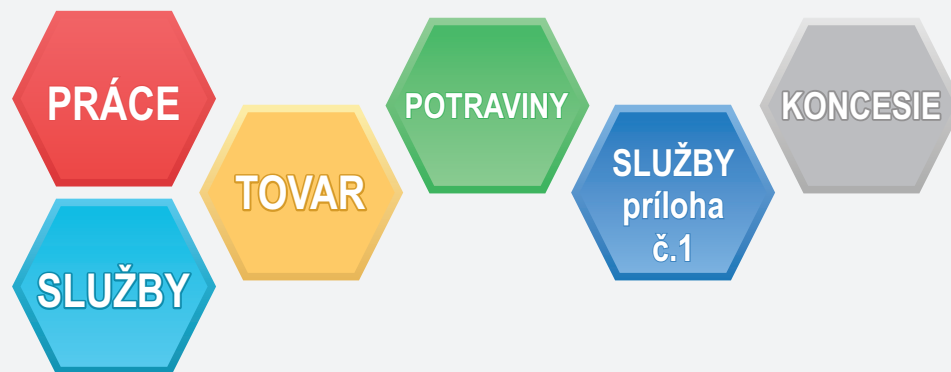 PRÁCE
SLUŽBY
TOVAR
POTRAVINY
SLUŽBY
príloha
č.1
KONCESIE